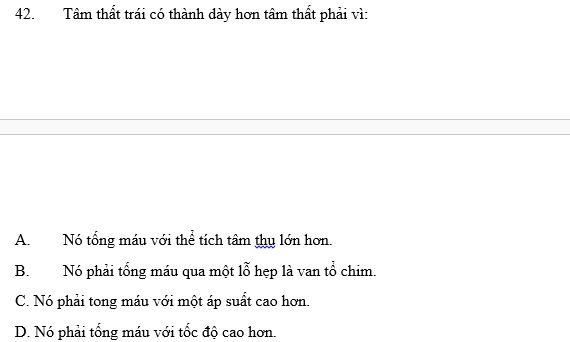 42. Tâm thất trái có thành dày hơn tâm thất phải vì:
A. Nó tống máu với thể tích tâm thu lớn hơn.
B. Nó phải tống máu qua một lỗ hẹp là van tổ chim.
C. Nó phải tong máu với một áp suất cao hơn.
D. Nó phải tống máu với tốc độ cao hơn.